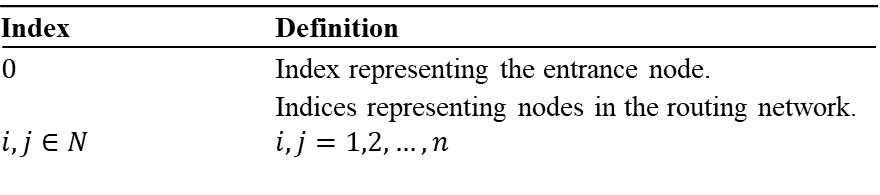 Index Definition
0 Index representing the entrance node.
Indices representing nodes in the routing network.
i, j ∈ N i, j = 1,2, … , n